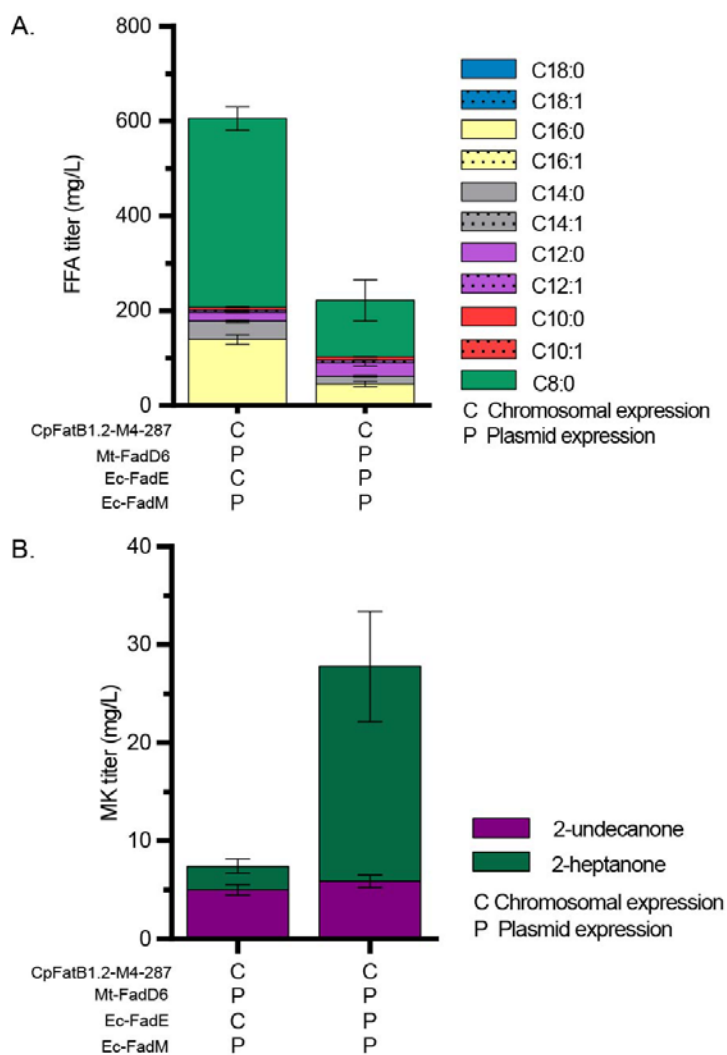 A.
800
600
400
200
0
FFA titer (mg/L)
C18:0
C18:1
C16:0
C16:1
C14:0
C14:1
C12:0
C12:1
C10:0
C10:1
C8:0
C Chromosomal expression
P Plasmid expression
CpFatB1.2-M4-287 C C
Mt-FadD6 P P
Ec-FadE C P
Ec-FadM P P
B.
40
30
20
10
0
MK titer (mg/L)
2-undecanone
2-heptanone
C Chromosomal expression
P Plasmid expression
CpFatB1.2-M4-287 C C
Mt-FadD6 P P
Ec-FadE C P
Ec-FadM P P